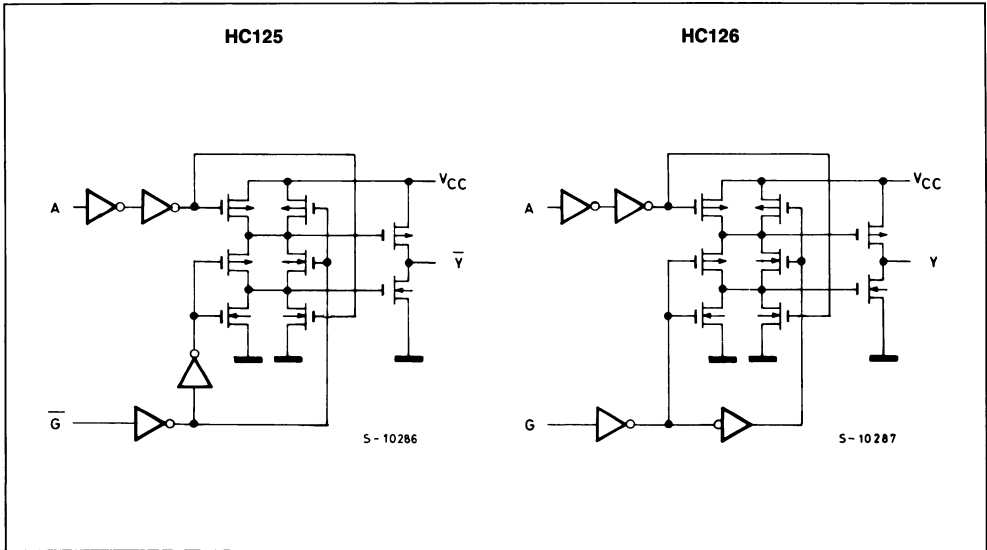 HC125
HC126
A
VCC
Y̅
G̅
S-10286
A
VCC
Y
G
S-10287